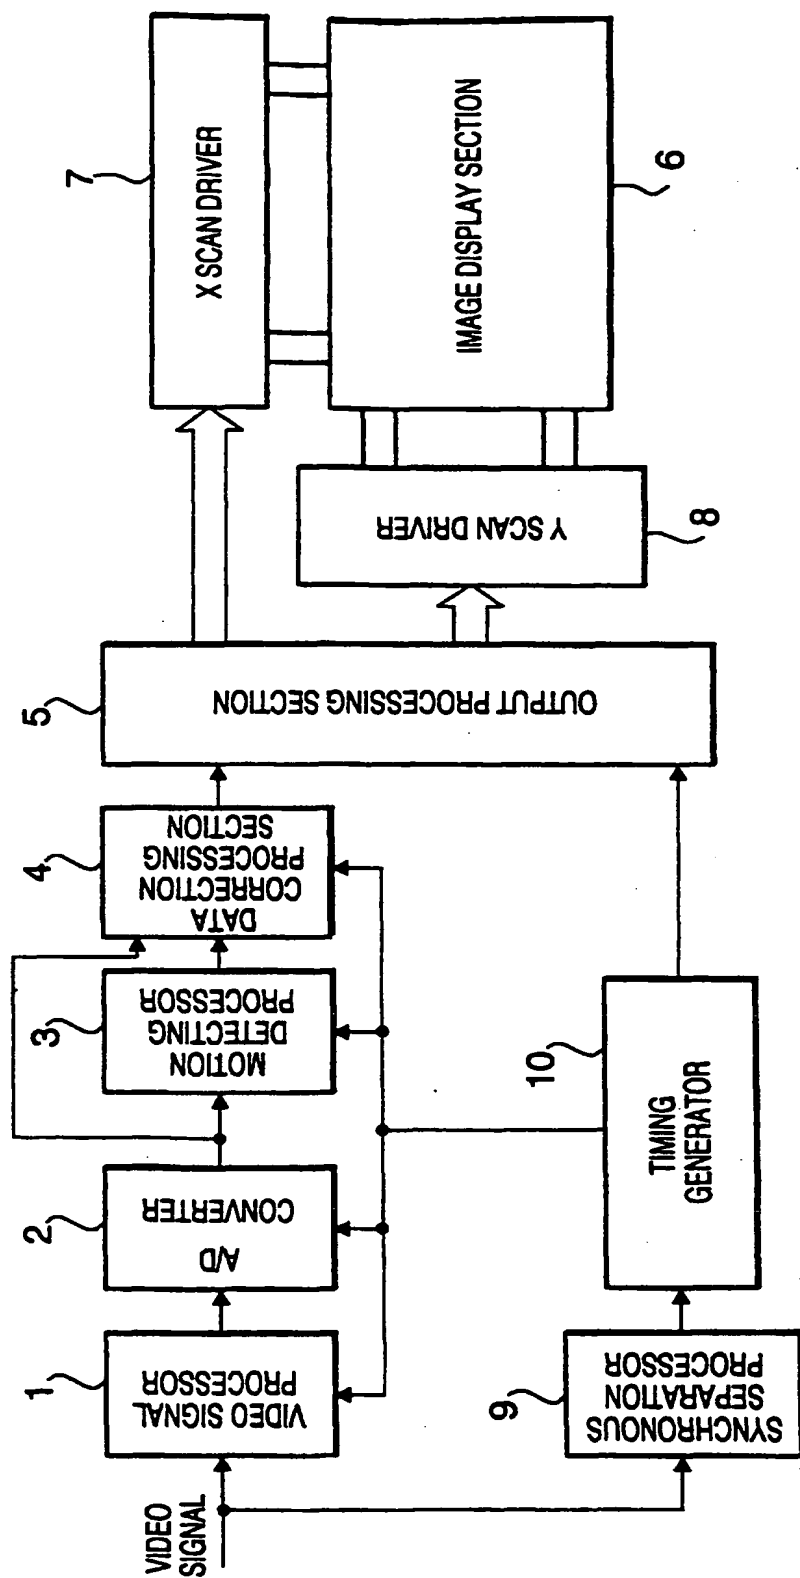 VIDEO
SIGNAL
1
VIDEO SIGNAL
PROCESSOR
2
A/D
CONVERTER
3
MOTION
DETECTING
PROCESSOR
4
DATA
CORRECTION
PROCESSING
SECTION
5
OUTPUT PROCESSING SECTION
7
X SCAN DRIVER
8
Y SCAN DRIVER
6
IMAGE DISPLAY SECTION
9
SYNCHRONOUS
SEPARATION
PROCESSOR
10
TIMING
GENERATOR